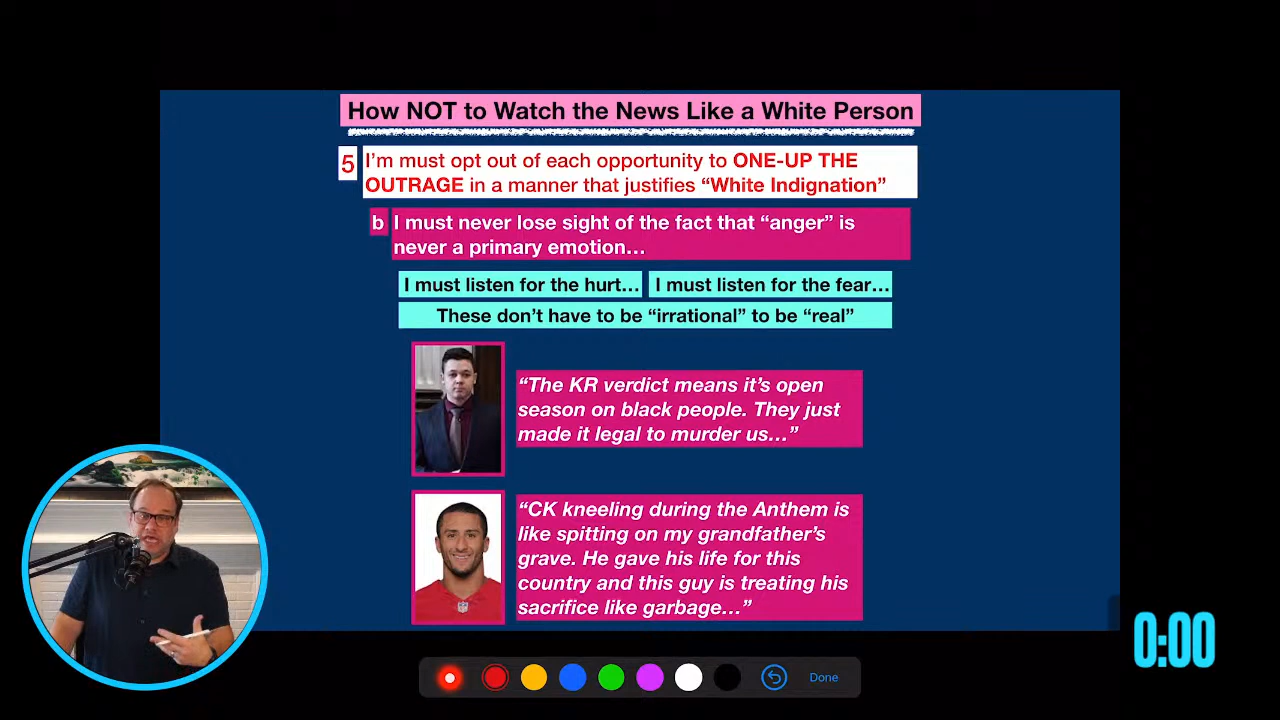 How NOT to Watch the News Like a White Person
5
I'm must opt out of each opportunity to ONE-UP THE
OUTRAGE in a manner that justifies “White Indignation”
b
I must never lose sight of the fact that “anger” is
never a primary emotion…
I must listen for the hurt…
I must listen for the fear…
These don't have to be “irrational” to be “real”
“The KR verdict means it's open
season on black people. They just
made it legal to murder us…”
“CK kneeling during the Anthem is
like spitting on my grandfather's
grave. He gave his life for this
country and this guy is treating his
sacrifice like garbage…”
0:00
Done